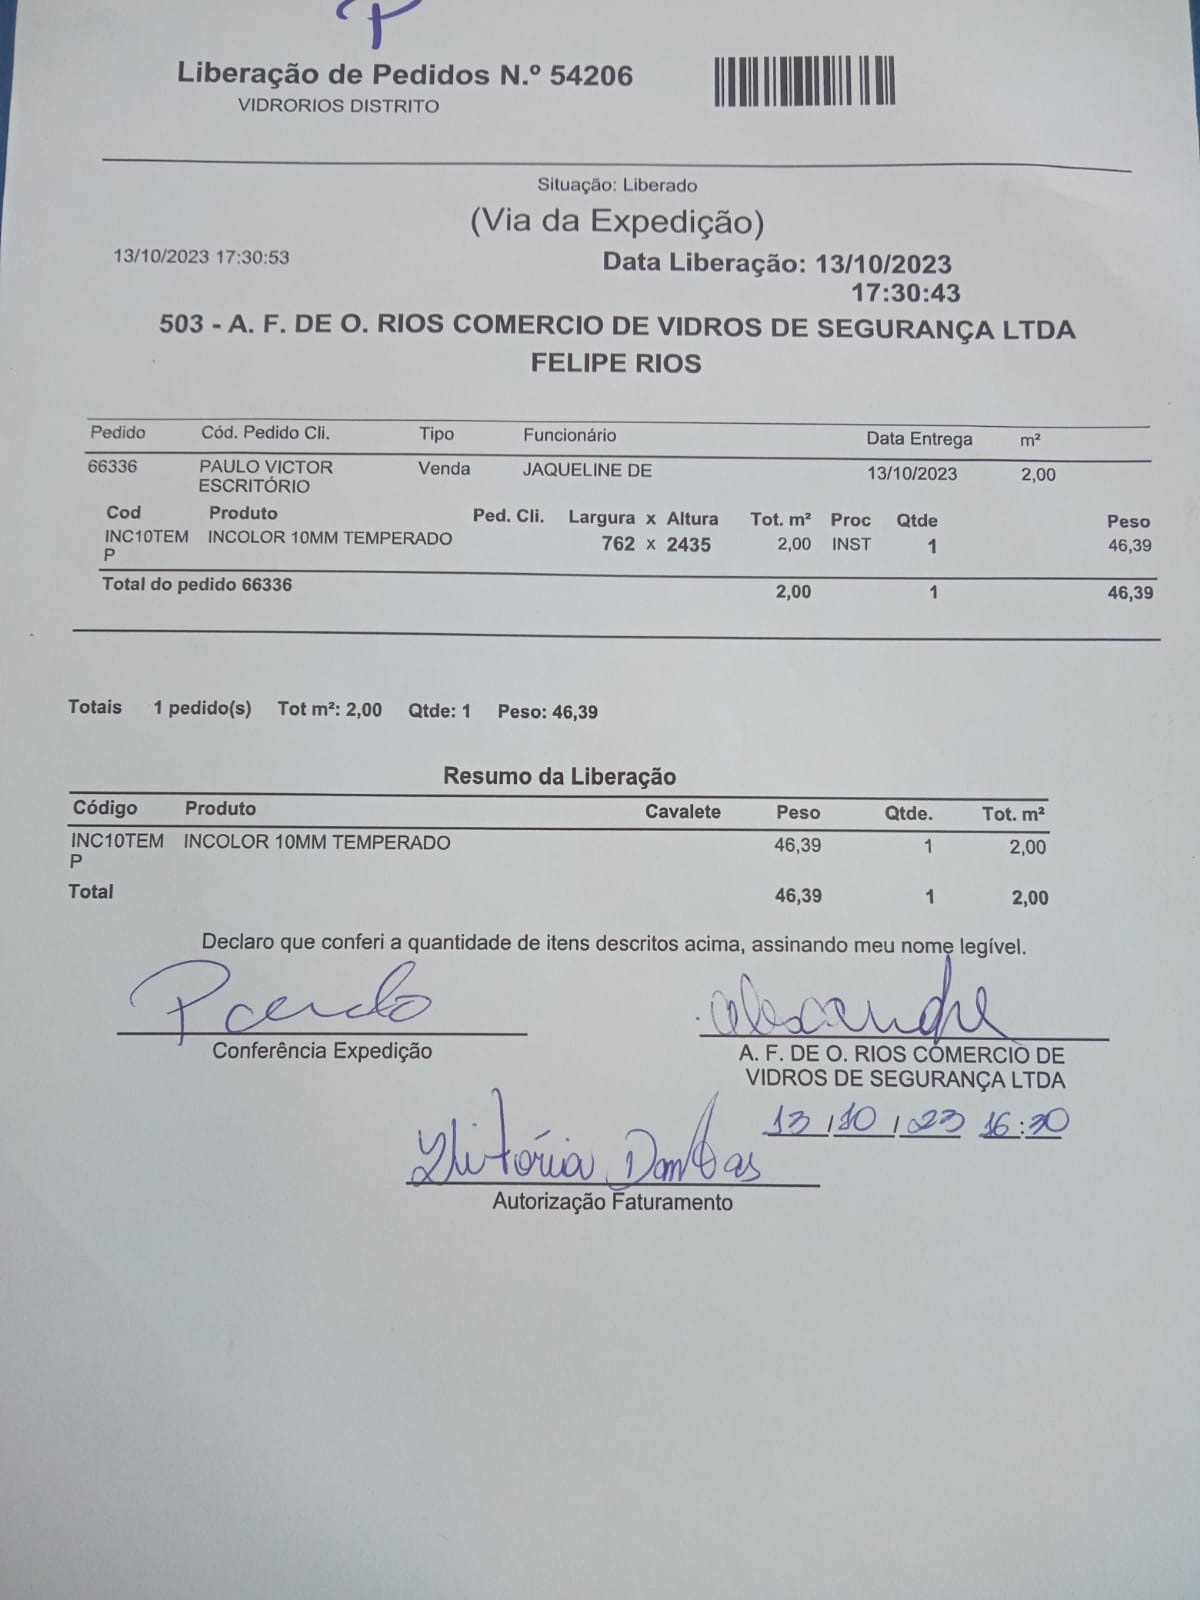 P
Liberação de Pedidos N.º 54206
VIDRORIOS DISTRITO
Situação: Liberado
(Via da Expedição)
13/10/2023 17:30:53 Data Liberação: 13/10/2023
17:30:43
503 - A. F. DE O. RIOS COMERCIO DE VIDROS DE SEGURANÇA LTDA
FELIPE RIOS
Pedido Cód. Pedido Cli. Tipo Funcionário Data Entrega m²
66336 PAULO VICTOR Venda JAQUELINE DE 13/10/2023 2,00
ESCRITÓRIO
Cod Produto Ped. Cli. Largura x Altura Tot. m² Proc Qtde Peso
INC10TEM INCOLOR 10MM TEMPERADO 762 x 2435 2,00 INST 1 46,39
P
Total do pedido 66336 2,00 1 46,39
Totais 1 pedido(s) Tot m²: 2,00 Qtde: 1 Peso: 46,39
Resumo da Liberação
Código Produto Cavalete Peso Qtde. Tot. m²
INC10TEM INCOLOR 10MM TEMPERADO 46,39 1 2,00
P
Total 46,39 1 2,00
Declaro que conferi a quantidade de itens descritos acima, assinando meu nome legível.
alexandre
Conferência Expedição A. F. DE O. RIOS COMERCIO DE
VIDROS DE SEGURANÇA LTDA
13/10/23 16:30
Vitória Dantas
Autorização Faturamento